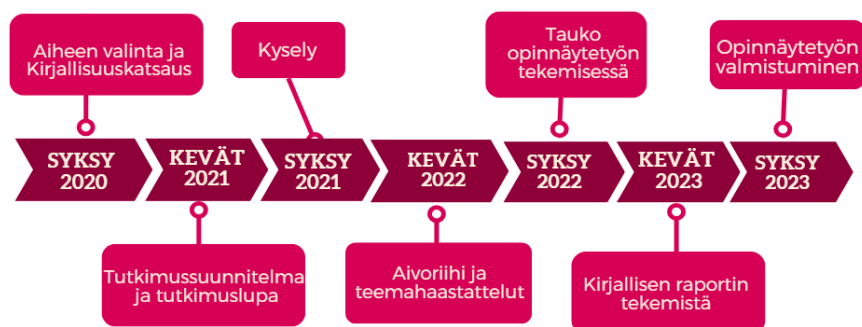 Aiheen valinta ja
Kirjallisuuskatsaus
Kysely
Tauko
opinnäytetyön
tekemisessä
Opinnäytetyön
valmistuminen
SYKSY
2020
KEVÄT
2021
SYKSY
2021
KEVÄT
2022
SYKSY
2022
KEVÄT
2023
SYKSY
2023
Tutkimussuunnitelma
ja tutkimuslupa
Aivoriihi ja
teemahaastattelut
Kirjallisen raportin
tekemistä